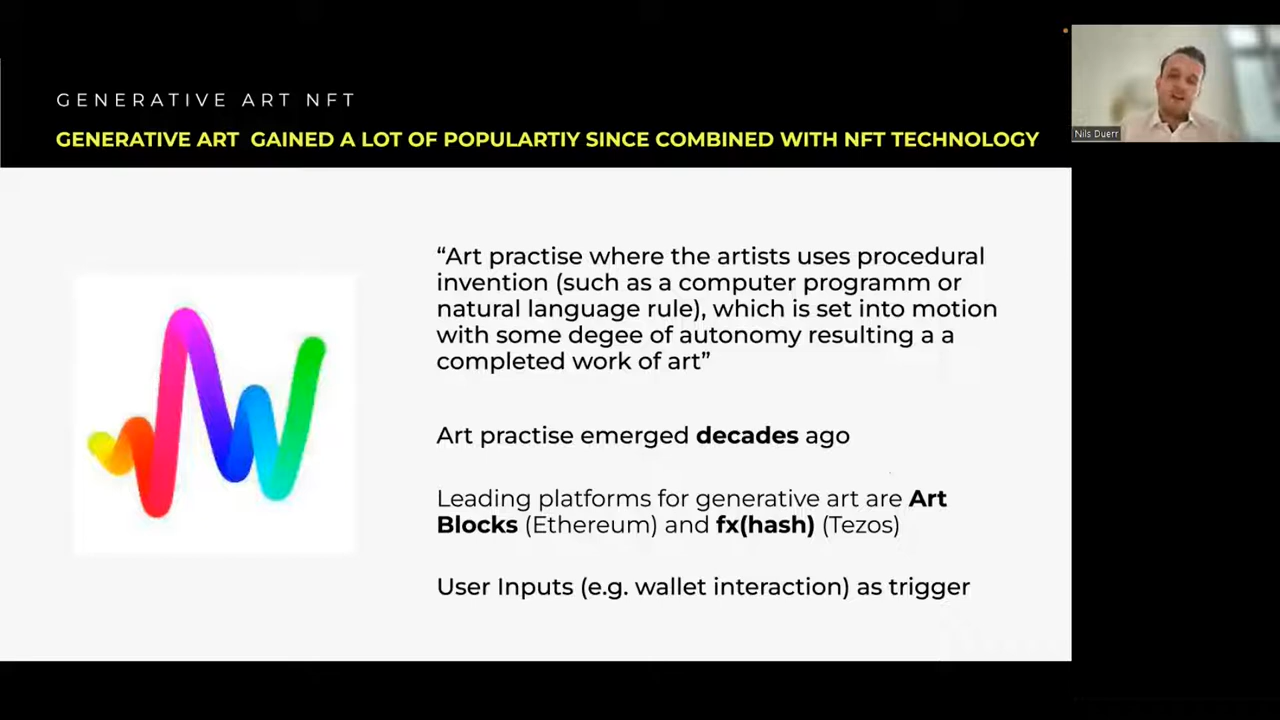 GENERATIVE ART NFT
GENERATIVE ART GAINED A LOT OF POPULARTIY SINCE COMBINED WITH NFT TECHNOLOGY
Nils Duerr
“Art practise where the artists uses procedural
invention (such as a computer programm or
natural language rule), which is set into motion
with some degee of autonomy resulting a a
completed work of art”
Art practise emerged decades ago
Leading platforms for generative art are Art
Blocks (Ethereum) and fx(hash) (Tezos)
User Inputs (e.g. wallet interaction) as trigger